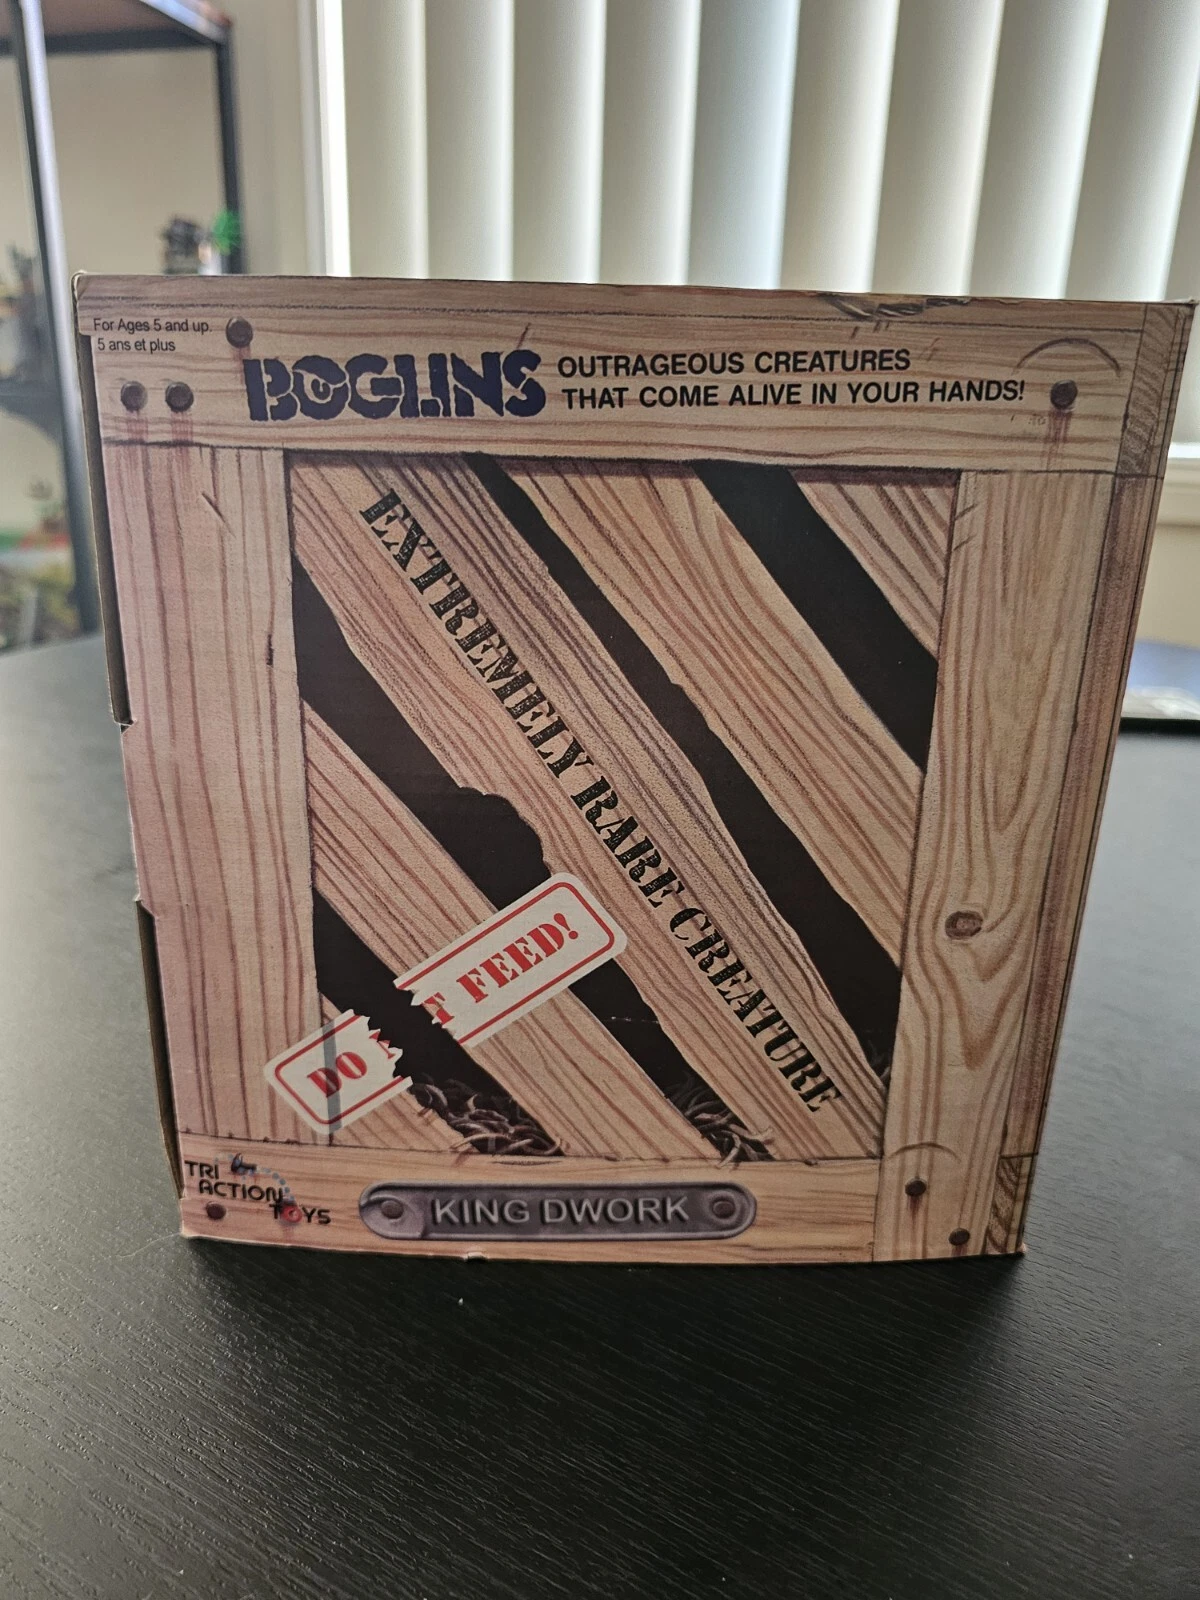 For Ages 5 and up.
5 ans et plus
BOGLINS
OUTRAGEOUS CREATURES
THAT COME ALIVE IN YOUR HANDS!
EXTREMELY RARE CREATURE
DO FEED!
TRI
ACTION
TOYS
KING DWORK